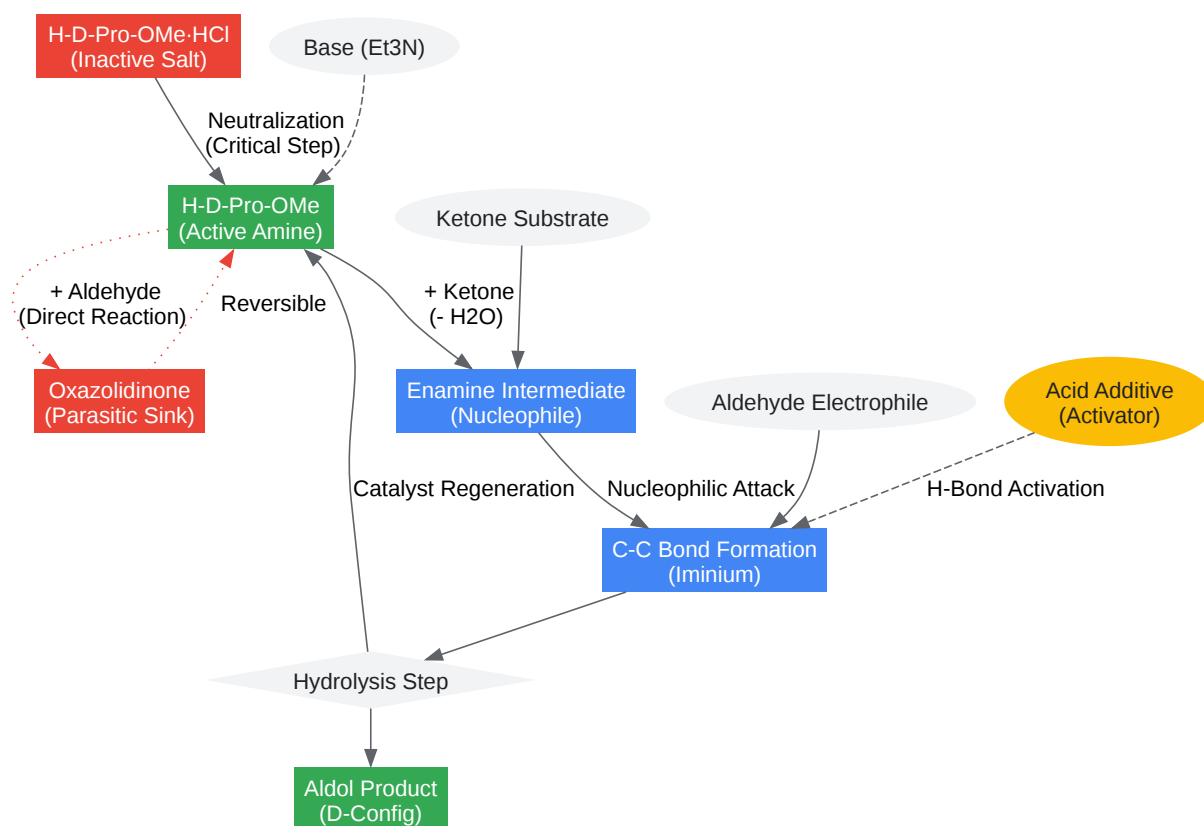 H-D-Pro-OMe·HCl
(Inactive Salt)
Base (Et3N)
Neutralization
(Critical Step)
H-D-Pro-OMe
(Active Amine)
Ketone Substrate
+ Aldehyde
(Direct Reaction)
Reversible
+ Ketone
(- H2O)
Oxazolidinone
(Parasitic Sink)
Enamine Intermediate
(Nucleophile)
Aldehyde Electrophile
Acid Additive
(Activator)
Catalyst Regeneration
Nucleophilic Attack
H-Bond Activation
C-C Bond Formation
(Iminium)
Hydrolysis Step
Aldol Product
(D-Config)